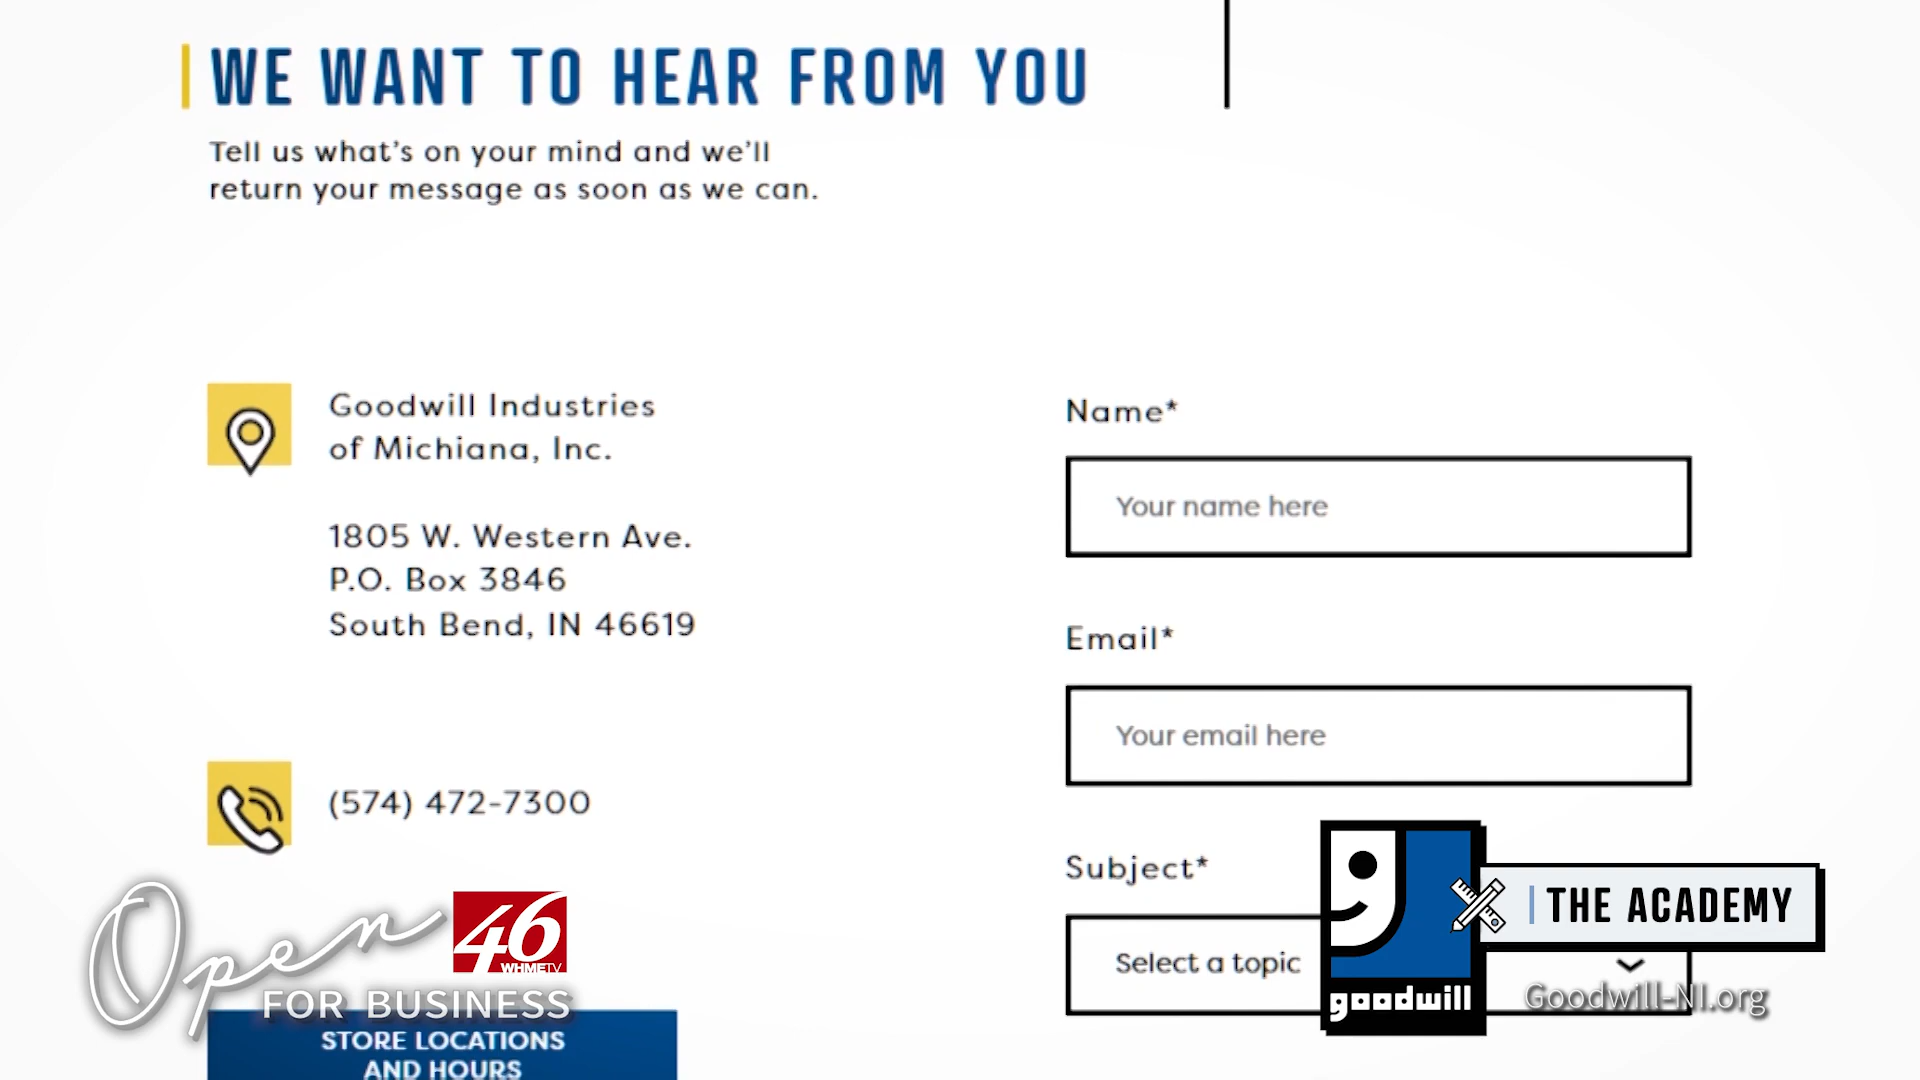 WE WANT TO HEAR FROM YOU
Tell us what's on your mind and we'll
return your message as soon as we can.
Goodwill Industries
of Michiana, Inc.
1805 W. Western Ave.
P.O. Box 3846
South Bend, IN 46619
(574) 472-7300
Name*
Your name here
Email*
Your email here
Subject*
Select a topic
Open
46
WHMETV
FOR BUSINESS
STORE LOCATIONS
AND HOURS
THE ACADEMY
goodwill
Goodwill-NI.org